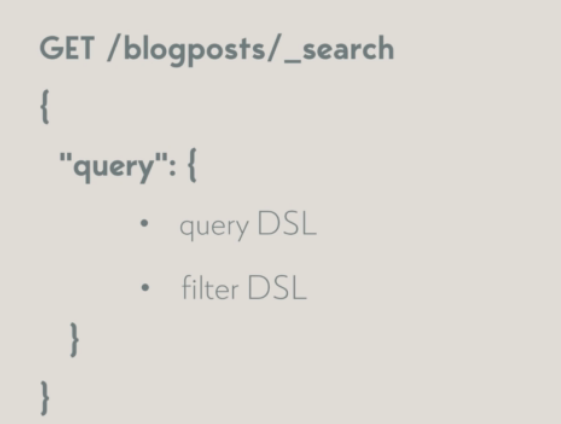 GET /blogposts/_search
{
"query": {
• query DSL
• filter DSL
}
}